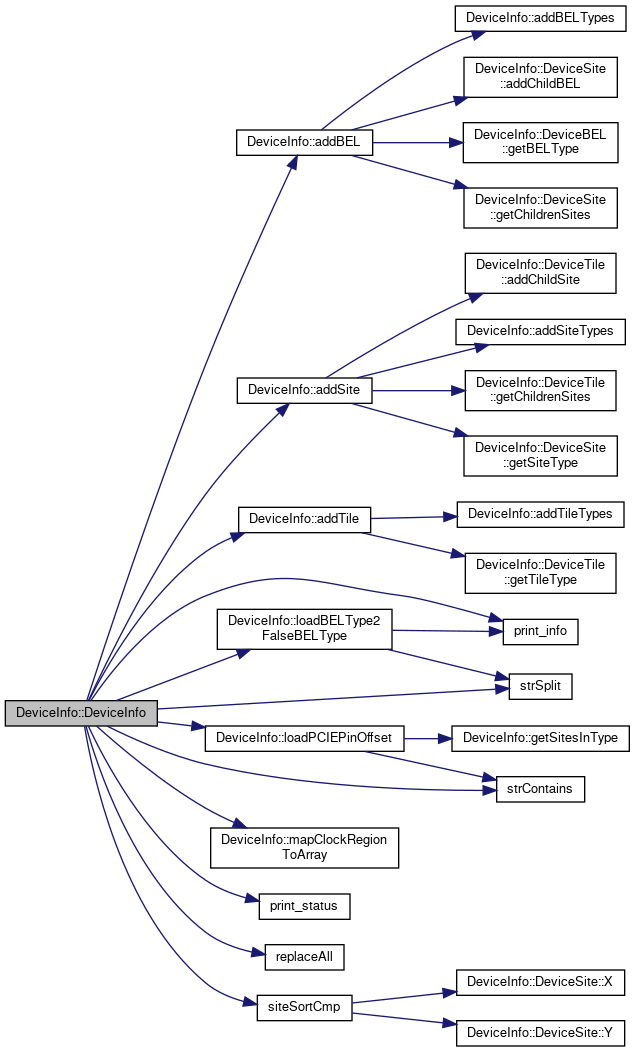 DeviceInfo::addBELTypes
DeviceInfo::DeviceSite
::addChildBEL
DeviceInfo::addBEL
DeviceInfo::DeviceBEL
::getBELType
DeviceInfo::DeviceSite
::getChildrenSites
DeviceInfo::DeviceTile
::addChildSite
DeviceInfo::addSiteTypes
DeviceInfo::addSite
DeviceInfo::DeviceTile
::getChildrenSites
DeviceInfo::DeviceSite
::getSiteType
DeviceInfo::addTile
DeviceInfo::addTileTypes
DeviceInfo::DeviceTile
::getTileType
DeviceInfo::loadBELType2
FalseBELType
print_info
strSplit
DeviceInfo::DeviceInfo
DeviceInfo::loadPCIEPinOffset
DeviceInfo::getSitesInType
strContains
DeviceInfo::mapClockRegion
ToArray
print_status
replaceAll
siteSortCmp
DeviceInfo::DeviceSite::X
DeviceInfo::DeviceSite::Y